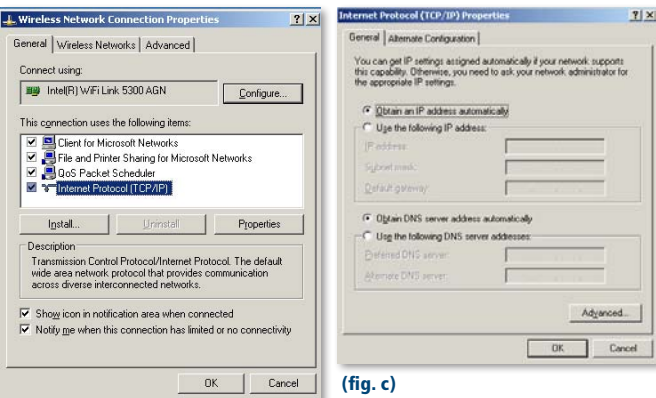 Wireless Network Connection Properties
General Wireless Networks Advanced
Connect using:
Intel(R) WiFi Link 5300 AGN
Configure...
This connection uses the following items:
Client for Microsoft Networks
File and Printer Sharing for Microsoft Networks
QoS Packet Scheduler
Internet Protocol (TCP/IP)
Install... Uninstall Properties
Description
Transmission Control Protocol/Internet Protocol. The default
wide area network protocol that provides communication
across diverse interconnected networks.
Show icon in notification area when connected
Notify me when this connection has limited or no connectivity
OK Cancel
Internet Protocol (TCP/IP) Properties
General Alternate Configuration
You can get IP settings assigned automatically if your network supports
this capability. Otherwise, you need to ask your network administrator for
the appropriate IP settings.
Obtain an IP address automatically
Use the following IP address:
IP address:
Subnet mask:
Default gateway:
Obtain DNS server address automatically
Use the following DNS server addresses:
Preferred DNS server:
Alternate DNS server:
Advanced...
OK Cancel
(fig. c)